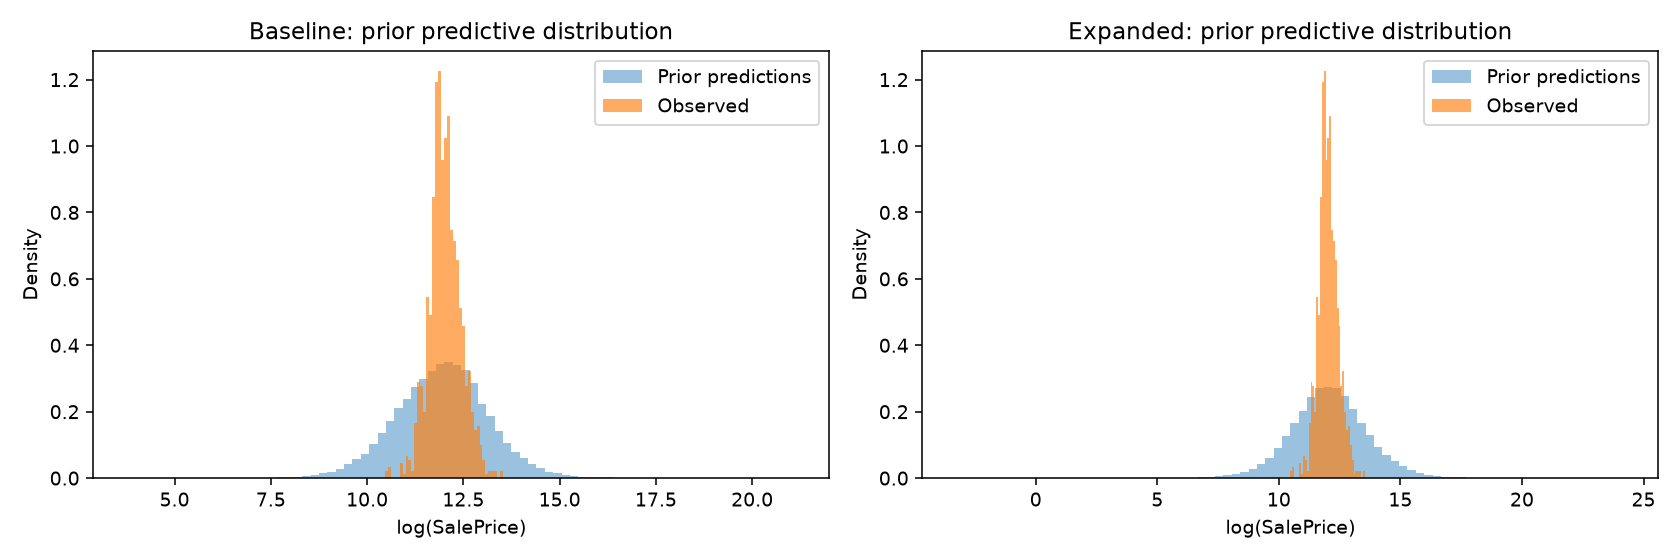 Baseline: prior predictive distribution
Prior predictions
Observed
1.2
1.0
0.8
0.6
0.4
0.2
0.0
Density
5.0 7.5 10.0 12.5 15.0 17.5 20.0
log(SalePrice)
Expanded: prior predictive distribution
Prior predictions
Observed
1.2
1.0
0.8
0.6
0.4
0.2
0.0
Density
0 5 10 15 20 25
log(SalePrice)